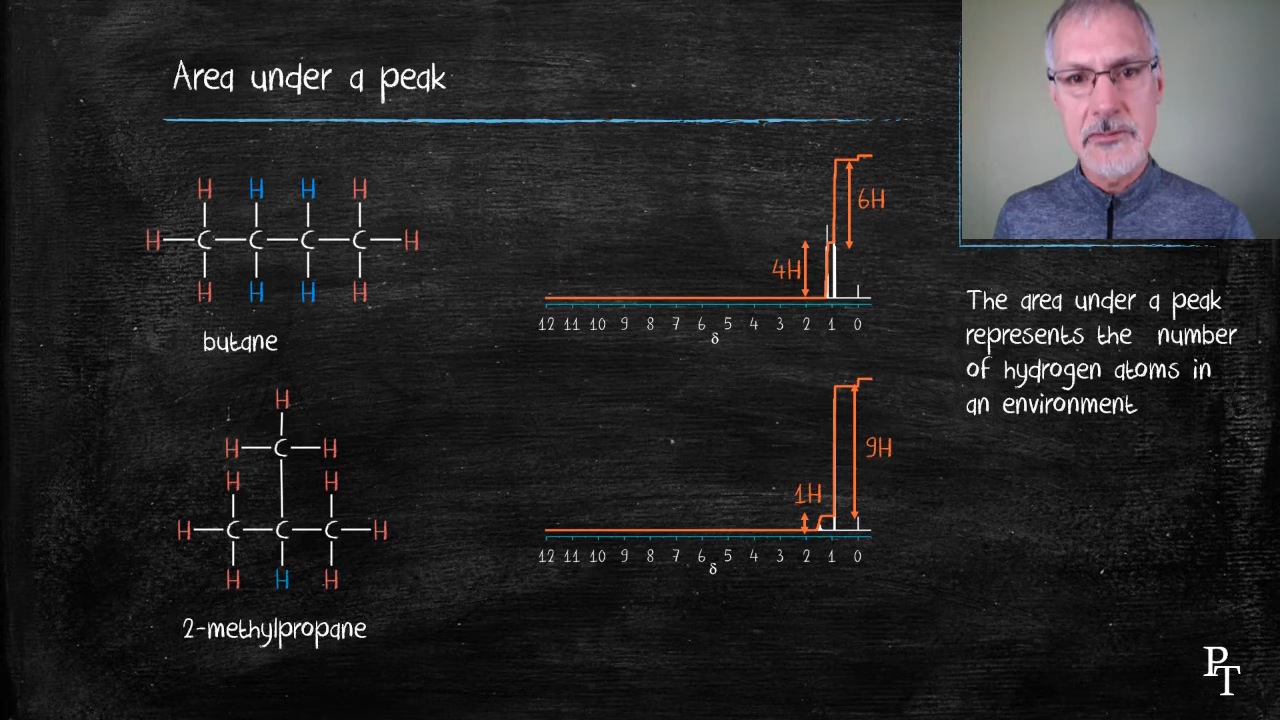 Area under a peak
H H H H
H C C C C H
H H H H
butane
6H
4H
12 11 10 9 8 7 6 5 4 3 2 1 0
δ
The area under a peak
represents the number
of hydrogen atoms in
an environment
H
H C H
H H
H C C C H
H H H
2-methylpropane
9H
1H
12 11 10 9 8 7 6 5 4 3 2 1 0
δ
PT